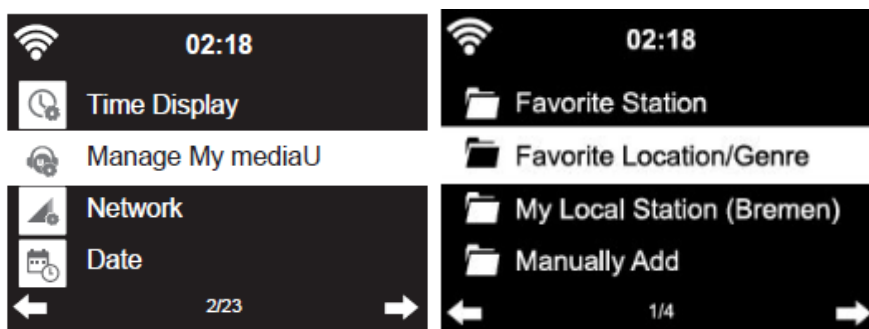 02:18
Time Display
Manage My mediaU
Network
Date
2/23
02:18
Favorite Station
Favorite Location/Genre
My Local Station (Bremen)
Manually Add
1/4